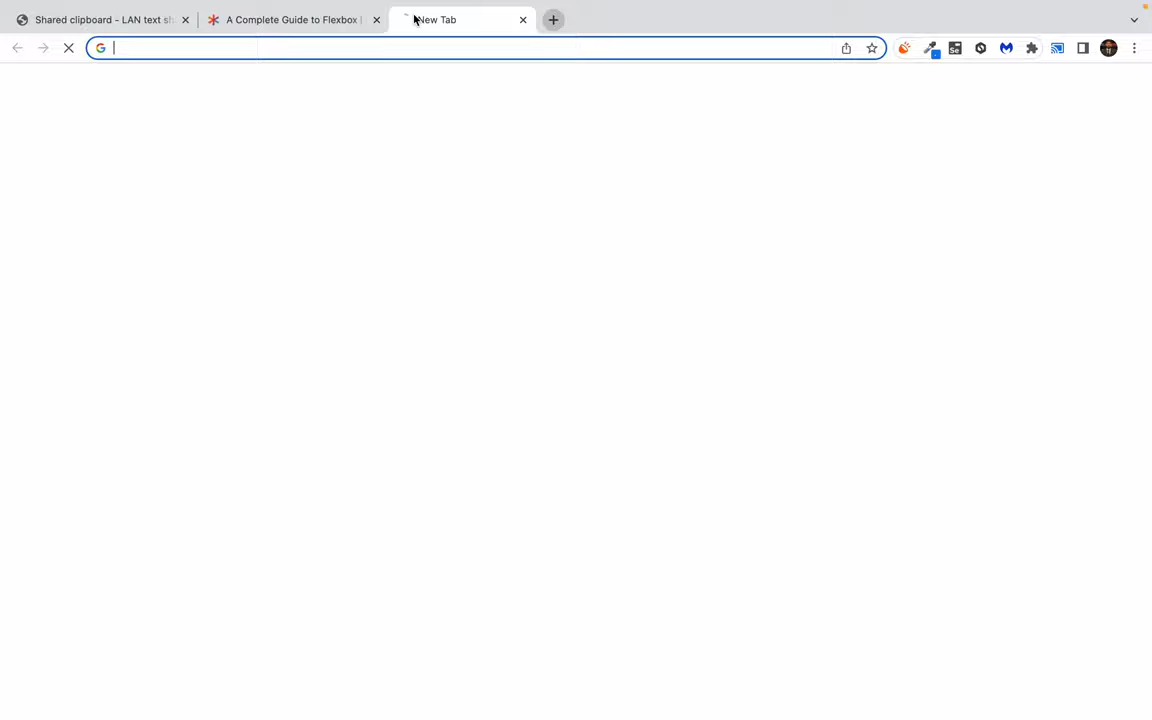 Shared clipboard - LAN text sh
A Complete Guide to Flexbox |
New Tab